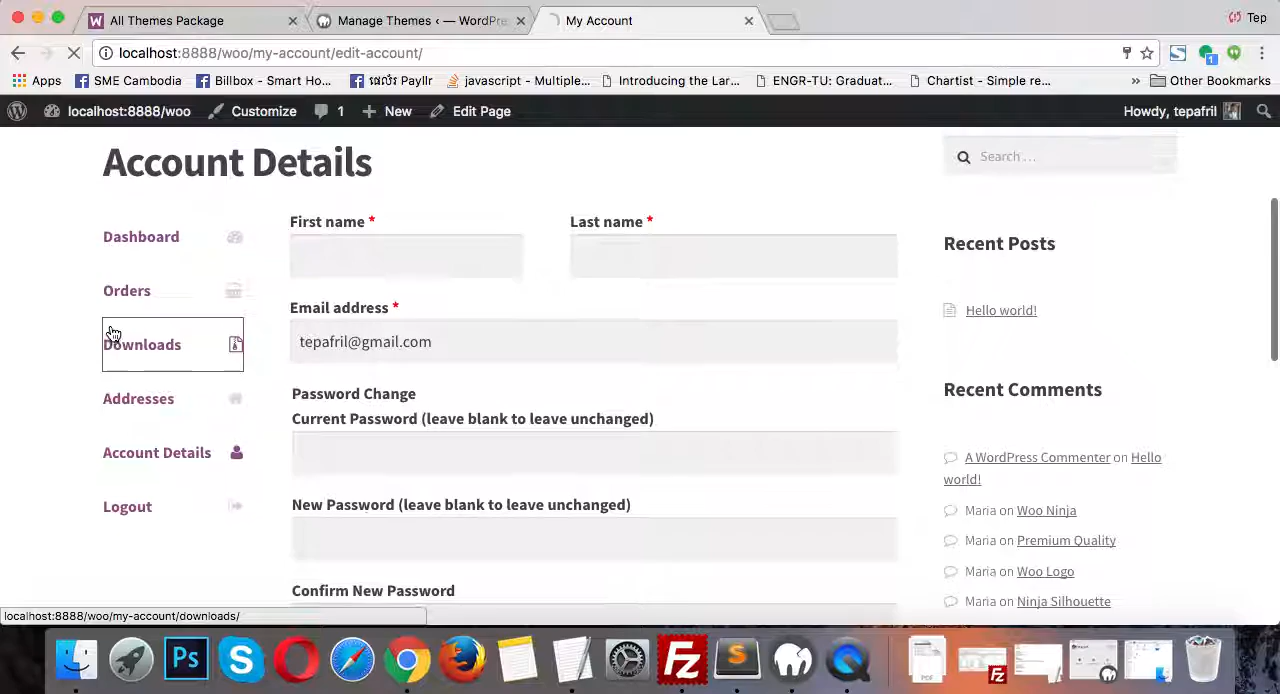 All Themes Package
Manage Themes ‹ — WordPre
My Account
Tep
localhost:8888/woo/my-account/edit-account/
Apps
SME Cambodia
Billbox - Smart Ho...
Payllr
javascript - Multiple...
Introducing the Lar...
ENGR-TU: Graduat...
Chartist - Simple re...
»
Other Bookmarks
localhost:8888/woo
Customize
1
New
Edit Page
Howdy, tepafril
Account Details
Search ...
Dashboard
Orders
Downloads
Addresses
Account Details
Logout
First name *
Last name *
Email address *
tepafril@gmail.com
Password Change
Current Password (leave blank to leave unchanged)
New Password (leave blank to leave unchanged)
Confirm New Password
Recent Posts
Hello world!
Recent Comments
A WordPress Commenter on Hello
world!
Maria on Woo Ninja
Maria on Premium Quality
Maria on Woo Logo
Maria on Ninja Silhouette
localhost:8888/woo/my-account/downloads/
Ps
S
Fz
S
PDF
Fz